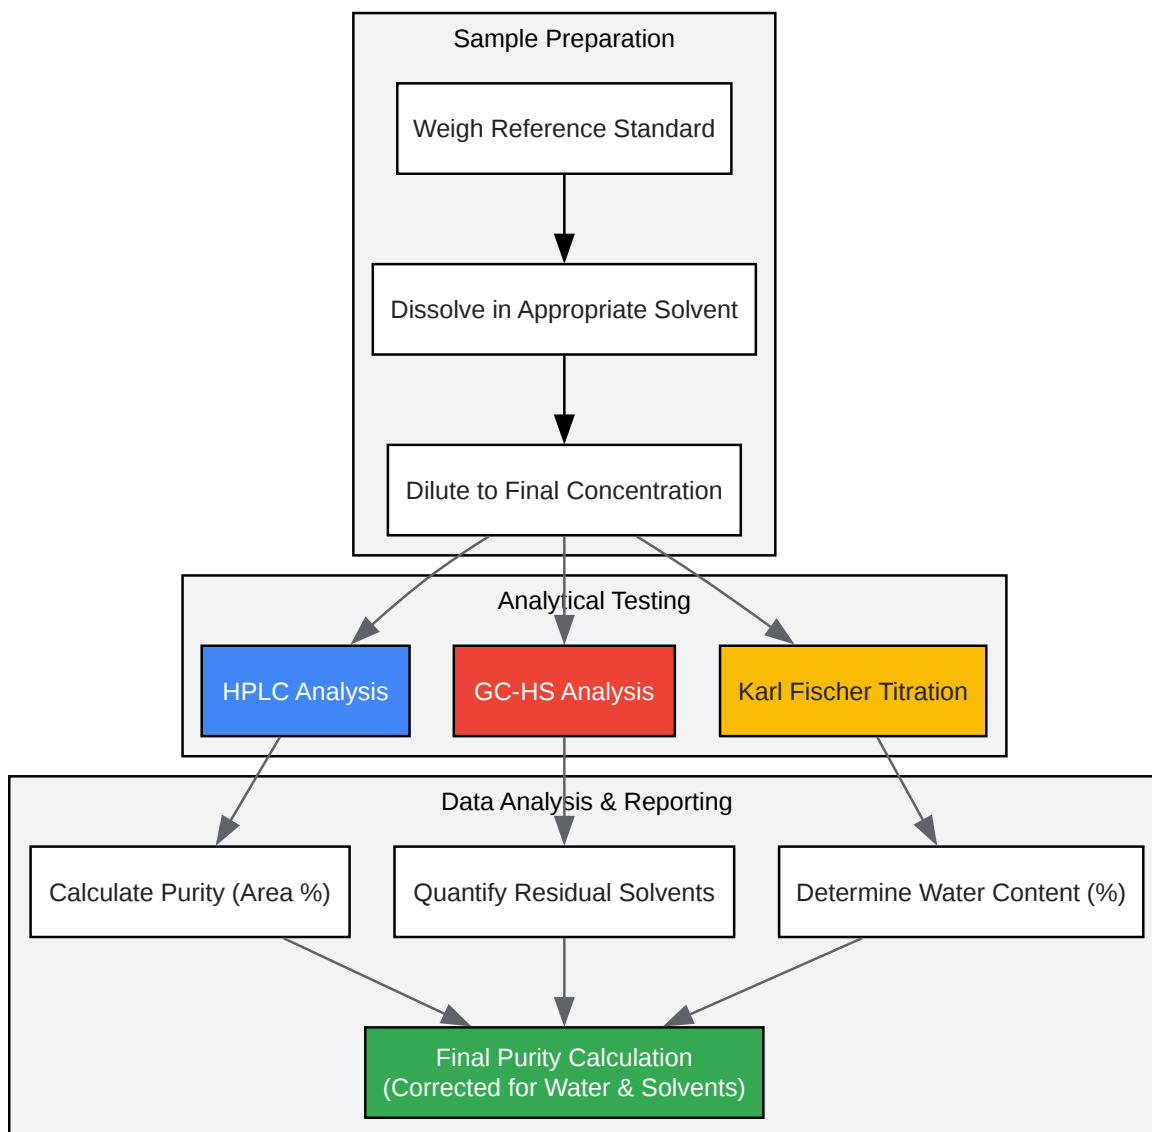 Sample Preparation
Weigh Reference Standard
Dissolve in Appropriate Solvent
Dilute to Final Concentration
Analytical Testing
HPLC Analysis
GC-HS Analysis
Karl Fischer Titration
Data Analysis & Reporting
Calculate Purity (Area %)
Quantify Residual Solvents
Determine Water Content (%)
Final Purity Calculation
(Corrected for Water & Solvents)